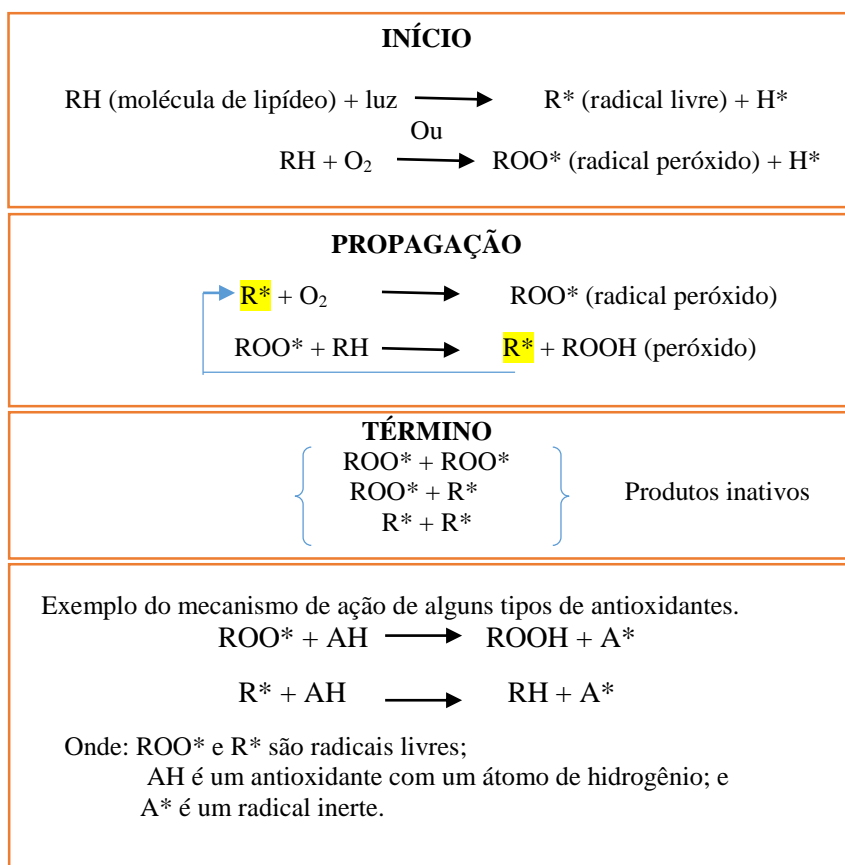 INÍCIO
RH (molécula de lipídeo) + luz → R* (radical livre) + H*
Ou
RH + O₂ → ROO* (radical peróxido) + H*
PROPAGAÇÃO
R* + O₂ → ROO* (radical peróxido)
ROO* + RH → R* + ROOH (peróxido)
TÉRMINO
ROO* + ROO*
ROO* + R* Produtos inativos
R* + R*
Exemplo do mecanismo de ação de alguns tipos de antioxidantes.
ROO* + AH → ROOH + A*
R* + AH → RH + A*
Onde: ROO* e R* são radicais livres;
AH é um antioxidante com um átomo de hidrogênio; e
A* é um radical inerte.